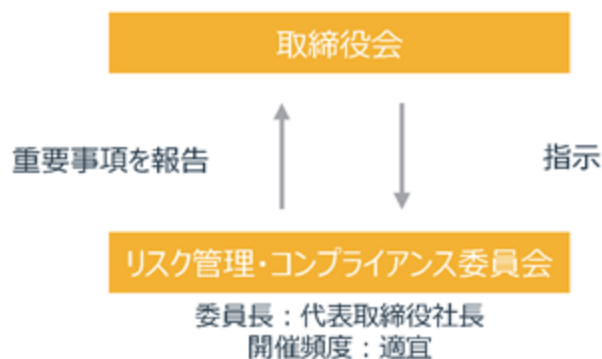 取締役会
重要事項を報告
指示
リスク管理・コンプライアンス委員会
委員長：代表取締役社長
開催頻度：適宜